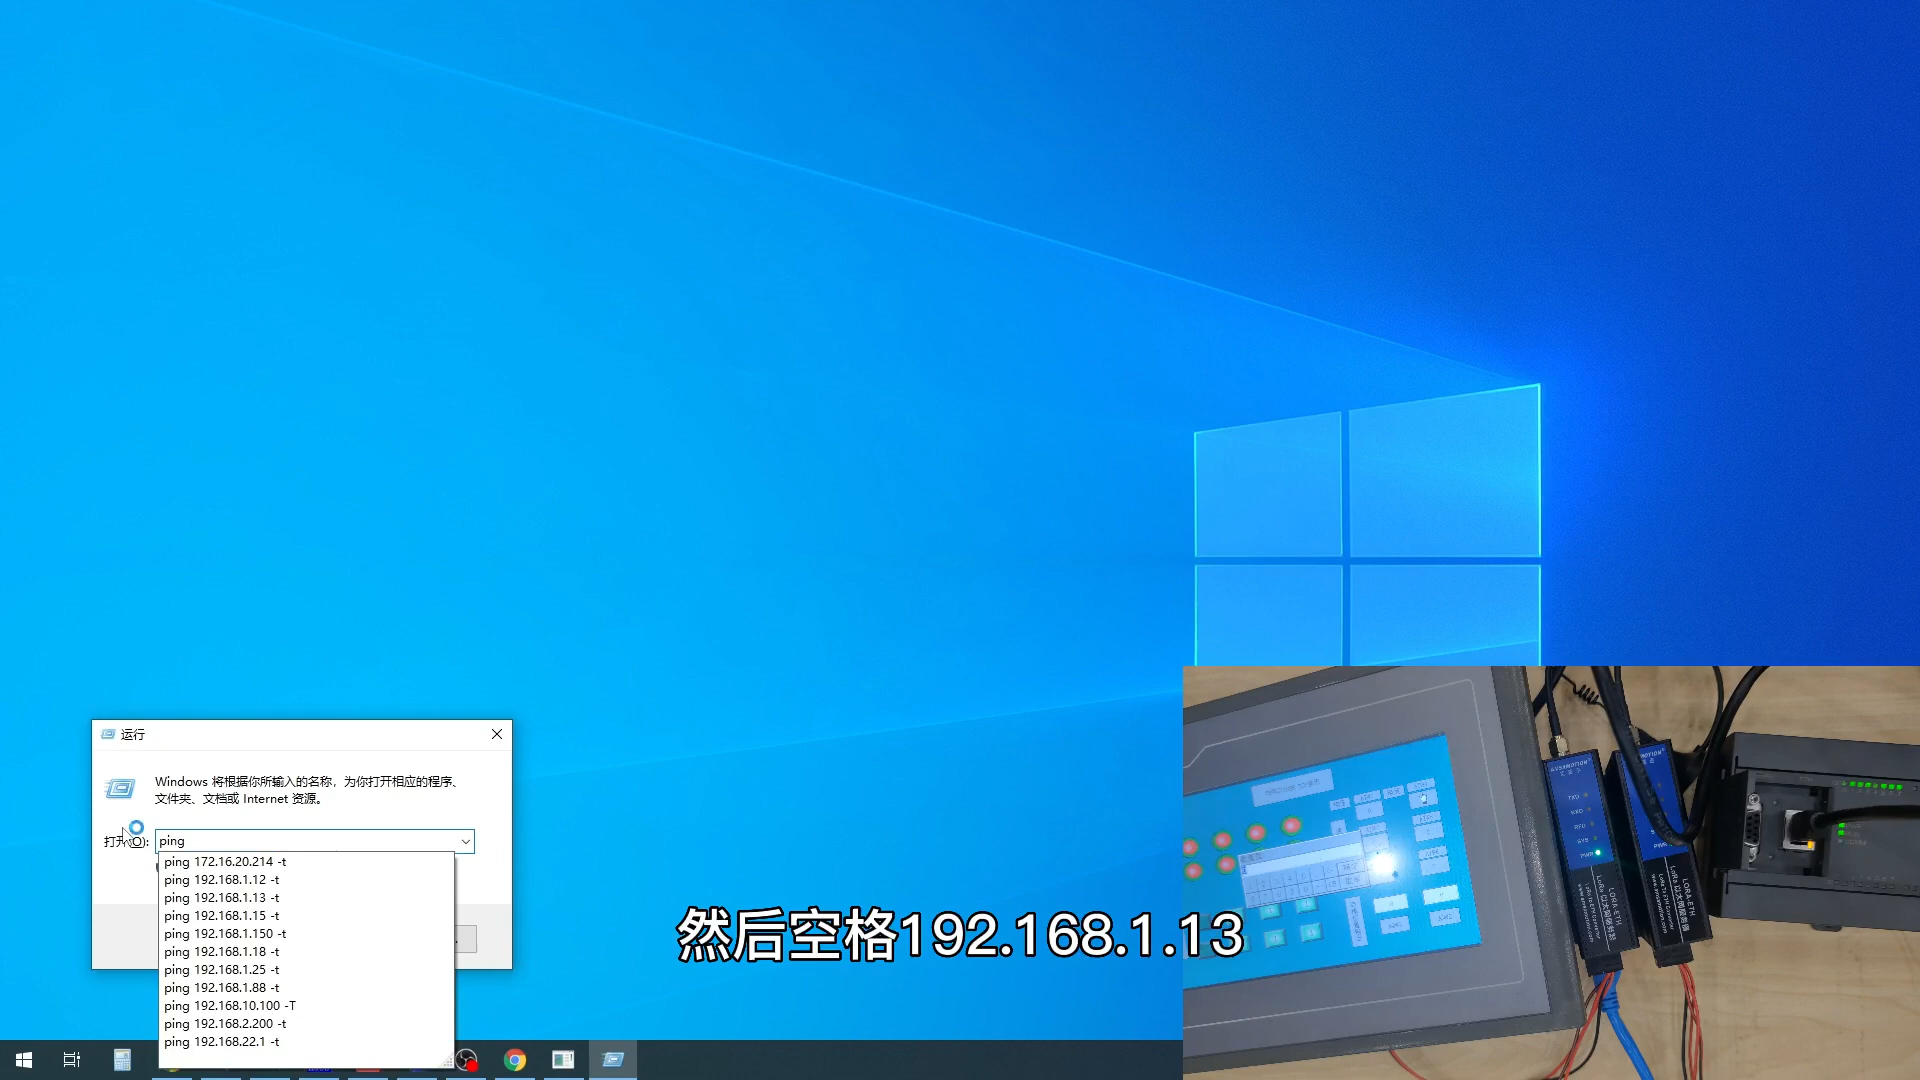 运行
Windows 将根据你所输入的名称，为你打开相应的程序、
文件夹、文档或 Internet 资源。
打开(O):
ping
ping 172.16.20.214 -t
ping 192.168.1.12 -t
ping 192.168.1.13 -t
ping 192.168.1.15 -t
ping 192.168.1.150 -t
ping 192.168.1.18 -t
ping 192.168.1.25 -t
ping 192.168.1.88 -t
ping 192.168.10.100 -T
ping 192.168.2.200 -t
ping 192.168.22.1 -t
然后空格192.168.1.13
PWR
LORA-ETH
LORA-ETH